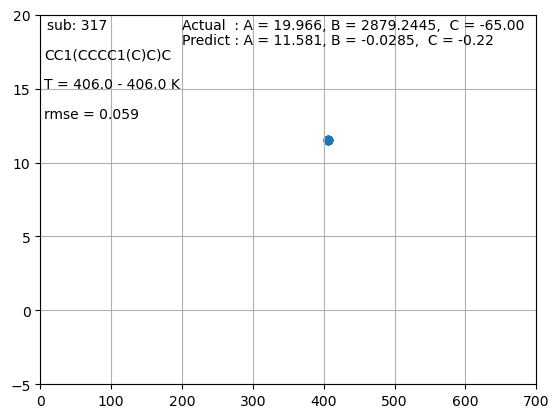 sub: 317
Actual  : A = 19.966, B = 2879.2445,  C = -65.00
Predict : A = 11.581, B = -0.0285,  C = -0.22
CC1(CCCC1(C)C)C
T = 406.0 - 406.0 K
rmse = 0.059
20
15
10
5
0
−5
0 100 200 300 400 500 600 700